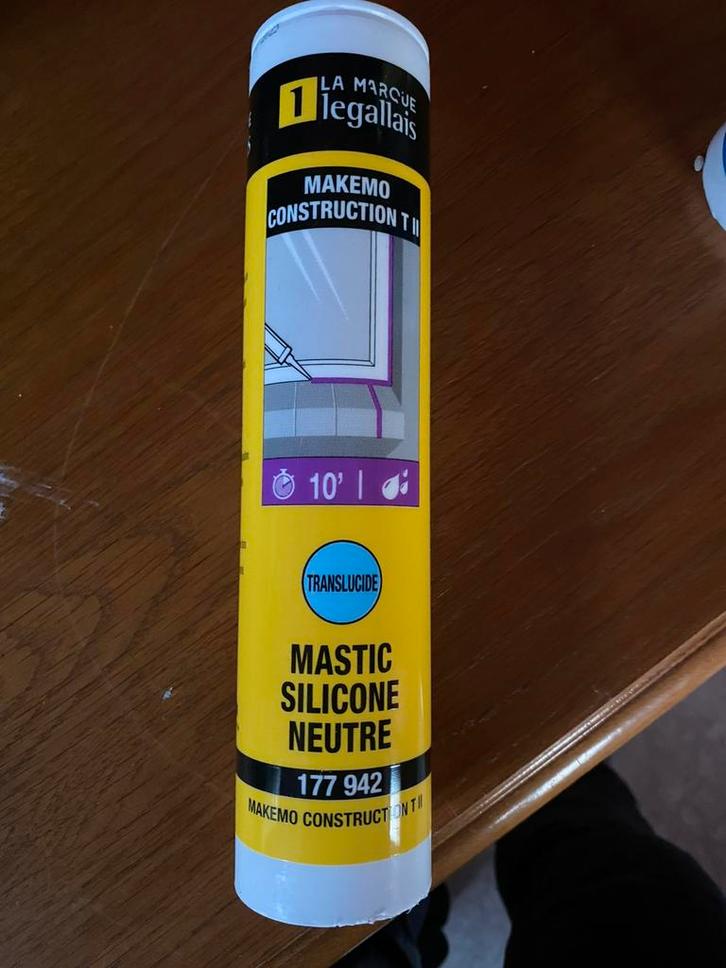 1 LA MARQUE
legallais
MAKEMO
CONSTRUCTION T II
10' |
TRANSLUCIDE
MASTIC
SILICONE
NEUTRE
177 942
MAKEMO CONSTRUCTION T II